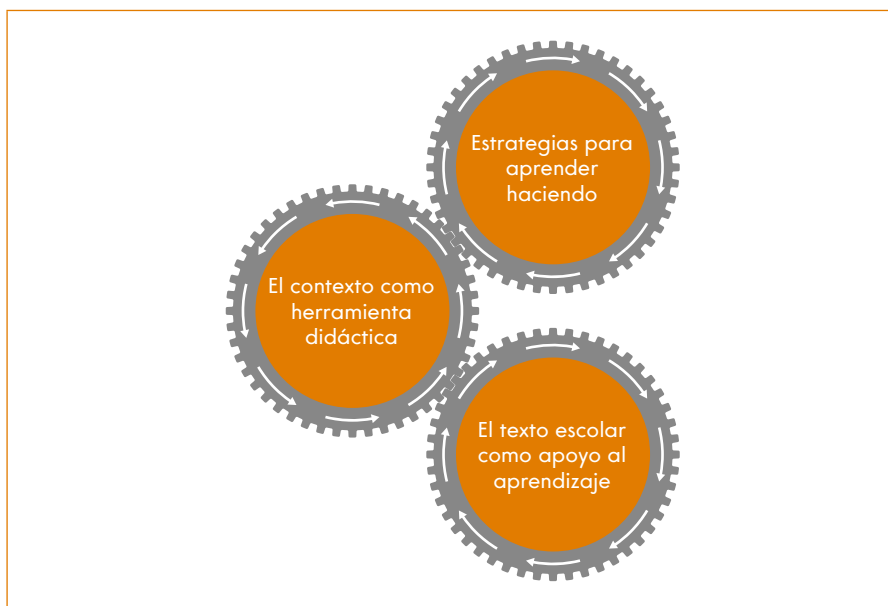 Estrategias para
aprender
haciendo
El contexto como
herramienta
didáctica
El texto escolar
como apoyo al
aprendizaje